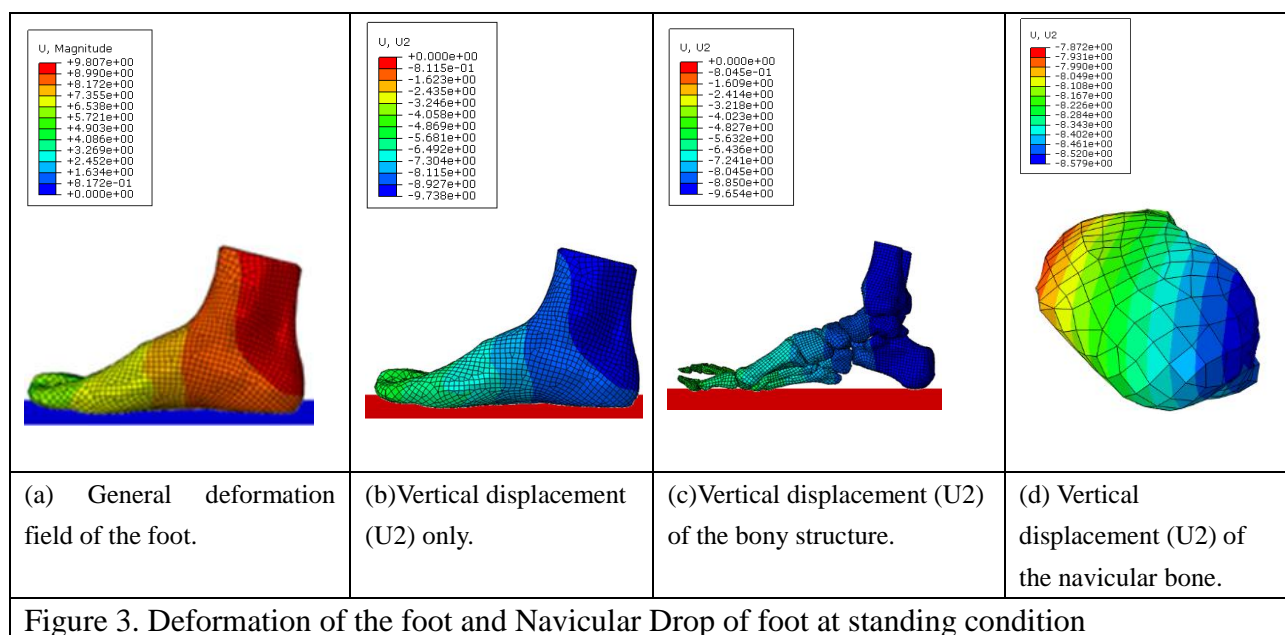 U, Magnitude
+9.807e+00
+8.990e+00
+8.172e+00
+7.355e+00
+6.538e+00
+5.721e+00
+4.903e+00
+4.086e+00
+3.269e+00
+2.452e+00
+1.634e+00
+8.172e-01
+0.000e+00
U, U2
+0.000e+00
-8.115e-01
-1.623e+00
-2.435e+00
-3.246e+00
-4.058e+00
-4.869e+00
-5.681e+00
-6.492e+00
-7.304e+00
-8.115e+00
-8.927e+00
-9.738e+00
U, U2
+0.000e+00
-8.045e-01
-1.609e+00
-2.414e+00
-3.218e+00
-4.023e+00
-4.827e+00
-5.632e+00
-6.436e+00
-7.241e+00
-8.045e+00
-8.850e+00
-9.654e+00
U, U2
-7.872e+00
-7.931e+00
-7.990e+00
-8.049e+00
-8.108e+00
-8.167e+00
-8.226e+00
-8.284e+00
-8.343e+00
-8.402e+00
-8.461e+00
-8.520e+00
-8.579e+00
(a) General deformation
field of the foot.
(b)Vertical displacement
(U2) only.
(c)Vertical displacement (U2)
of the bony structure.
(d) Vertical
displacement (U2) of
the navicular bone.
Figure 3. Deformation of the foot and Navicular Drop of foot at standing condition